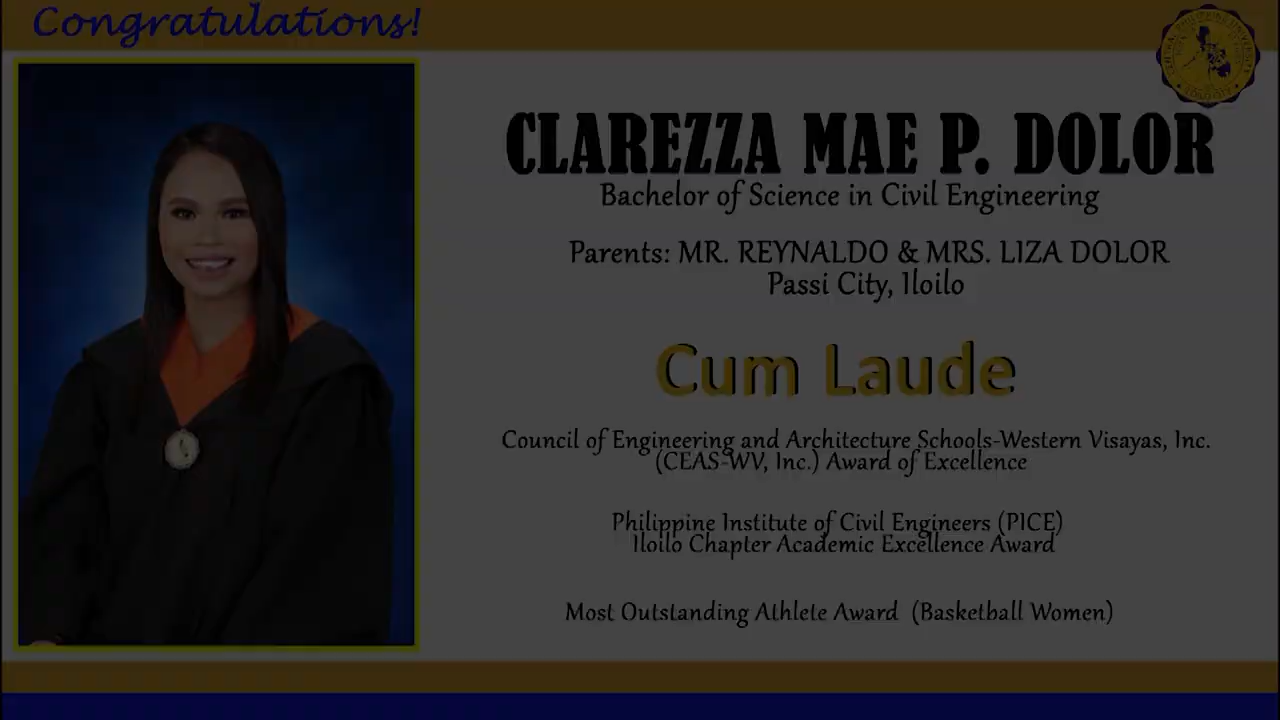 Congratulations!
CLAREZZA MAE P. DOLOR
Bachelor of Science in Civil Engineering
Parents: MR. REYNALDO & MRS. LIZA DOLOR
Passi City, Iloilo
Cum Laude
Council of Engineering and Architecture Schools-Western Visayas, Inc.
(CEAS-WV, Inc.) Award of Excellence
Philippine Institute of Civil Engineers (PICE)
Iloilo Chapter Academic Excellence Award
Most Outstanding Athlete Award (Basketball Women)